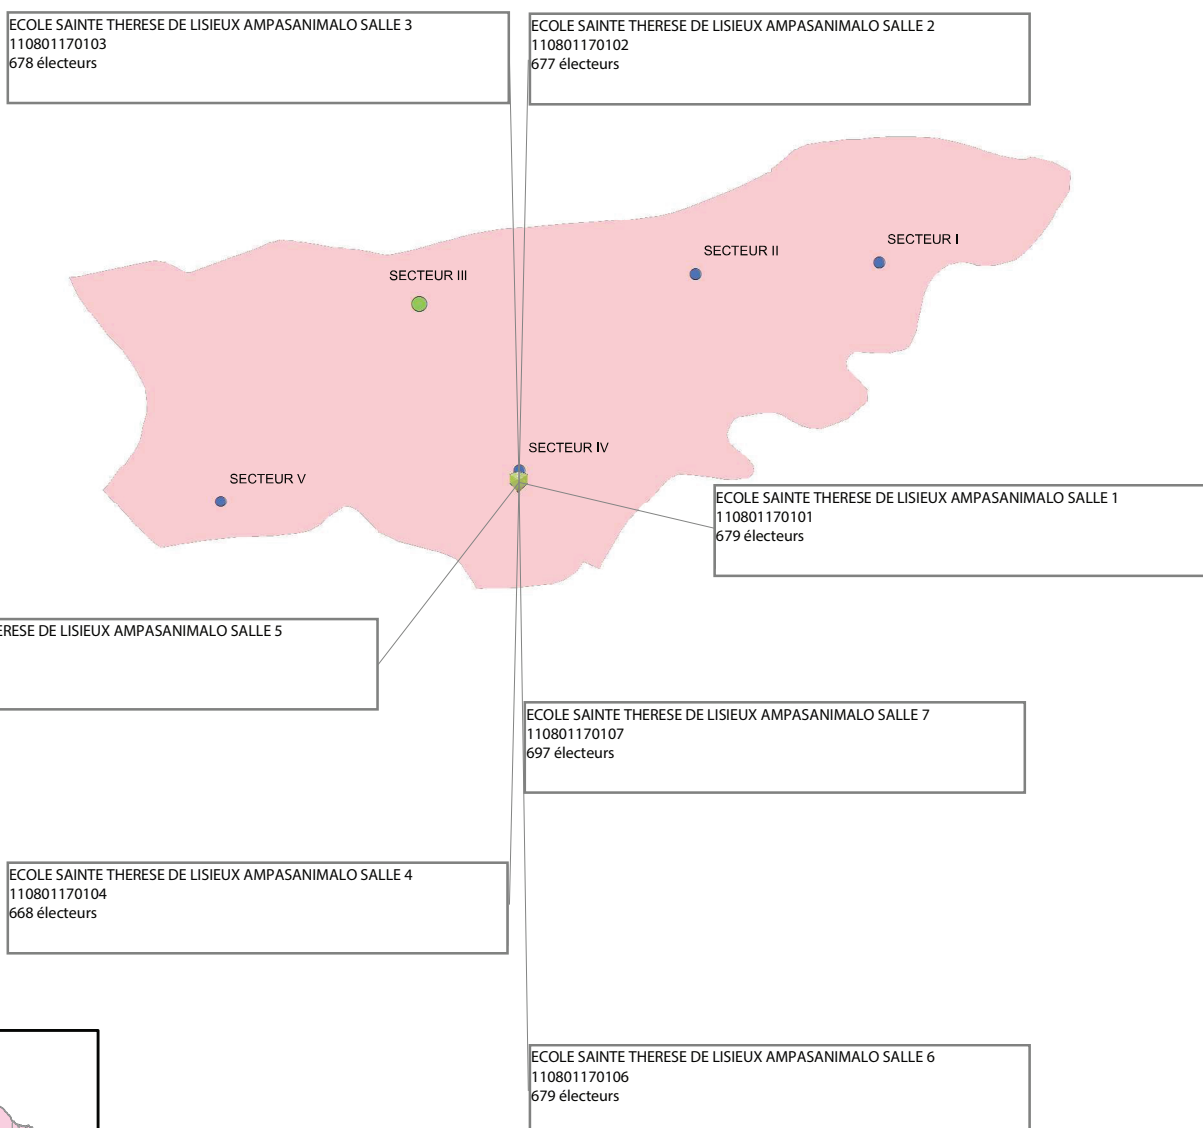 ECOLE SAINTE THERESE DE LISIEUX AMPASANIMALO SALLE 3
110801170103
678 électeurs
ECOLE SAINTE THERESE DE LISIEUX AMPASANIMALO SALLE 2
110801170102
677 électeurs
SECTEUR I
SECTEUR II
SECTEUR III
SECTEUR IV
SECTEUR V
ECOLE SAINTE THERESE DE LISIEUX AMPASANIMALO SALLE 1
110801170101
679 électeurs
ERESE DE LISIEUX AMPASANIMALO SALLE 5
ECOLE SAINTE THERESE DE LISIEUX AMPASANIMALO SALLE 7
110801170107
697 électeurs
ECOLE SAINTE THERESE DE LISIEUX AMPASANIMALO SALLE 4
110801170104
668 électeurs
ECOLE SAINTE THERESE DE LISIEUX AMPASANIMALO SALLE 6
110801170106
679 électeurs